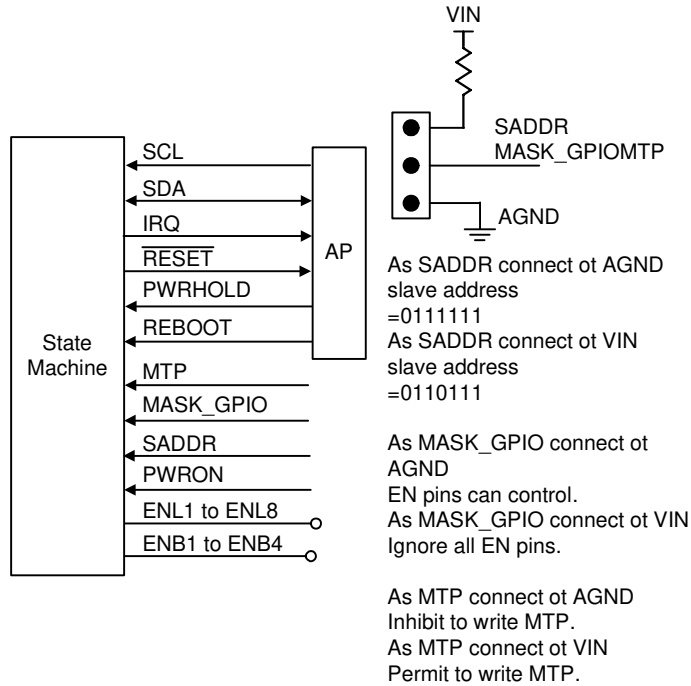 VIN
SADDR
MASK_GPIOMTP
AGND
SCL
SDA
IRQ
RESET
PWRHOLD
REBOOT
AP
State
Machine
MTP
MASK_GPIO
SADDR
PWRON
ENL1 to ENL8
ENB1 to ENB4
As SADDR connect ot AGND
slave address
=0111111
As SADDR connect ot VIN
slave address
=0110111
As MASK_GPIO connect ot
AGND
EN pins can control.
As MASK_GPIO connect ot VIN
Ignore all EN pins.
As MTP connect ot AGND
Inhibit to write MTP.
As MTP connect ot VIN
Permit to write MTP.